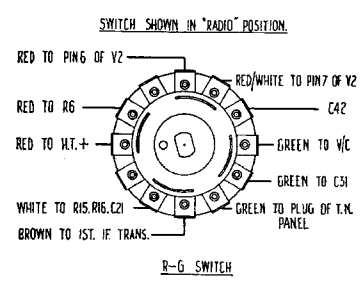 SWITCH SHOWN IN "RADIO" POSITION.
RED TO PIN6 OF V2
RED/WHITE TO PIN7 OF V2
RED TO R6
C42
RED TO H.T.+
GREEN TO V/C
GREEN TO C31
WHITE TO R15.R16.C21
GREEN TO PLUG OF T.N.
PANEL
BROWN TO 1ST. IF TRANS.
R-G SWITCH